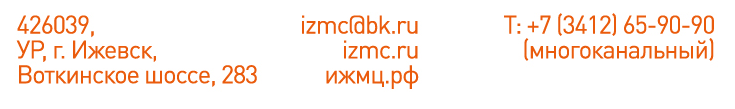 426039,
УР, г. Ижевск,
Воткинское шоссе, 283
izmc@bk.ru
izmc.ru
ижмц.рф
Т: +7 (3412) 65-90-90
(многоканальный)